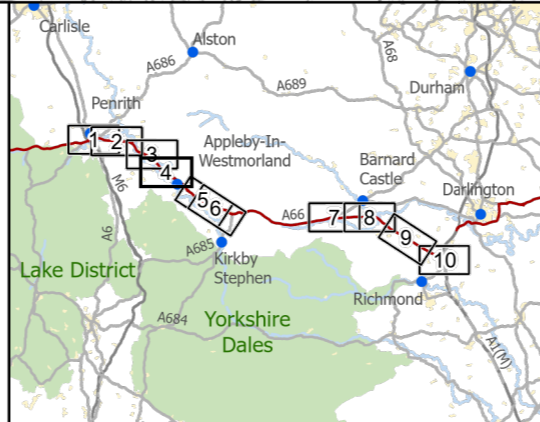 Carlisle
Alston
A686
A68
A689
Durham
Penrith
1
2
3
Appleby-In-
Westmorland
4
Barnard
Castle
Darlington
M6
5
6
A66
7
8
9
10
A6
A685
Kirkby
Stephen
Lake District
Richmond
A684
Yorkshire
Dales
A1(M)